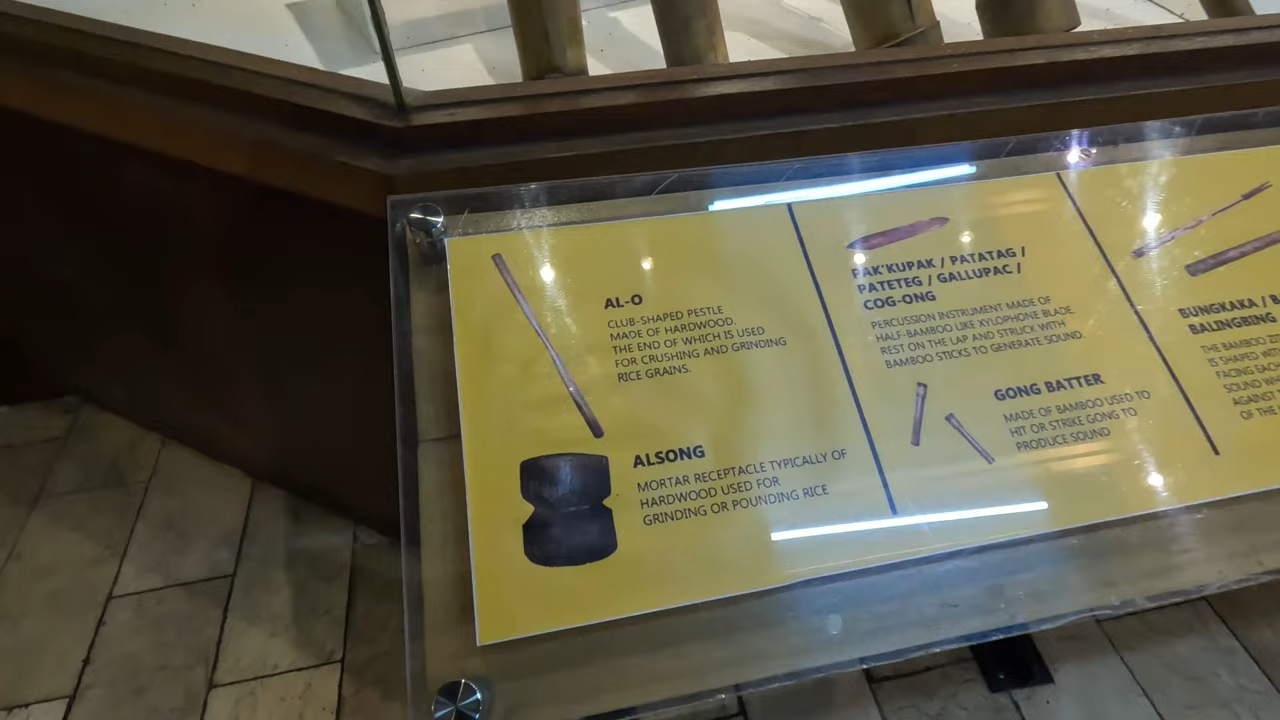 AL-O
CLUB-SHAPED PESTLE
MADE OF HARDWOOD.
THE END OF WHICH IS USED
FOR CRUSHING AND GRINDING
RICE GRAINS.
ALSONG
MORTAR RECEPTACLE TYPICALLY OF
HARDWOOD USED FOR
GRINDING OR POUNDING RICE
PAK'KUPAK / PATATAG /
PATETEG / GALLUPAC /
COG-ONG
PERCUSSION INSTRUMENT MADE OF
HALF-BAMBOO LIKE XYLOPHONE BLADE.
REST ON THE LAP AND STRUCK WITH
BAMBOO STICKS TO GENERATE SOUND.
GONG BATTER
MADE OF BAMBOO USED TO
HIT OR STRIKE GONG TO
PRODUCE SOUND
BUNGKAKA /
BALINGBING
THE BAMBOO
IS SHAPED
FACING
SOUND
AGAINST
OF THE